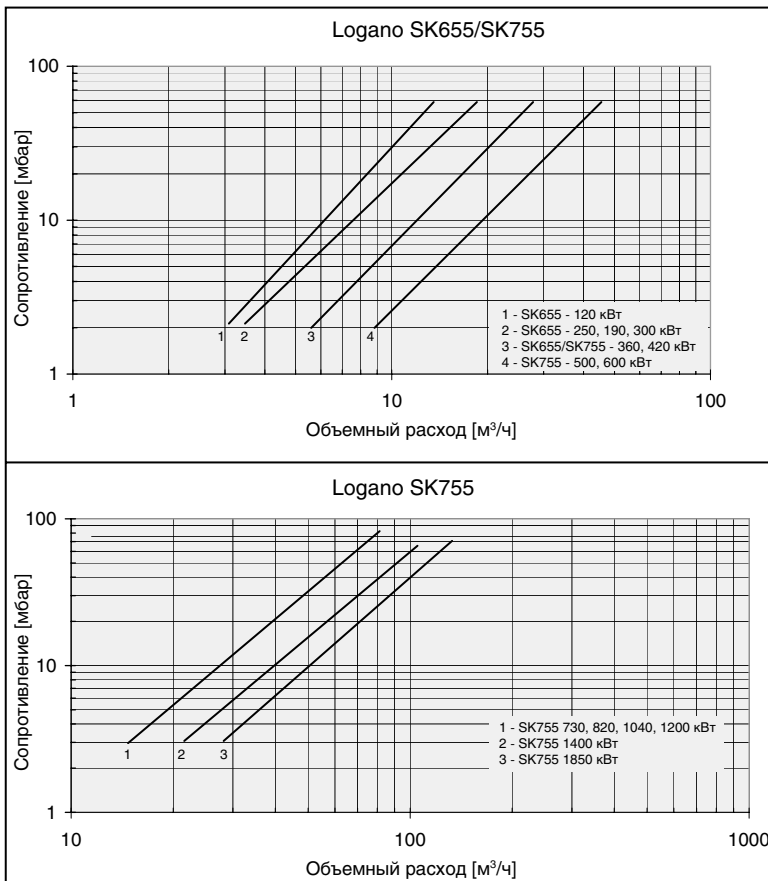 Logano SK655/SK755
100
10
1
Сопротивление [мбар]
1 2 3 4
1 - SK655 - 120 кВт
2 - SK655 - 250, 190, 300 кВт
3 - SK655/SK755 - 360, 420 кВт
4 - SK755 - 500, 600 кВт
1 10 100
Объемный расход [м³/ч]
Logano SK755
100
10
1
Сопротивление [мбар]
1 2 3
1 - SK755 730, 820, 1040, 1200 кВт
2 - SK755 1400 кВт
3 - SK755 1850 кВт
10 100 1000
Объемный расход [м³/ч]